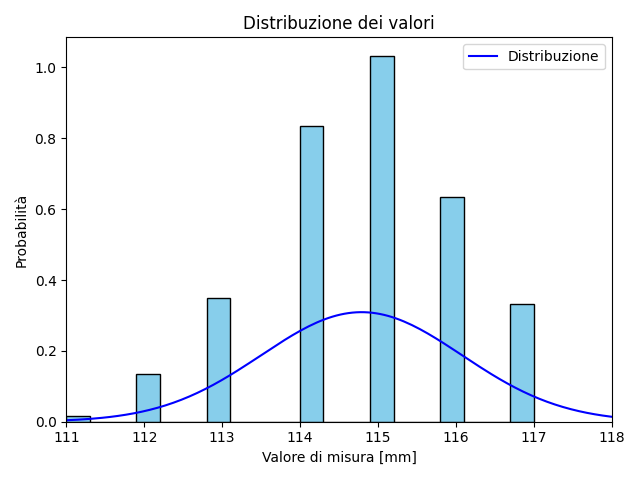 Distribuzione dei valori
Distribuzione
1.0
0.8
0.6
0.4
0.2
0.0
Probabilità
111 112 113 114 115 116 117 118
Valore di misura [mm]